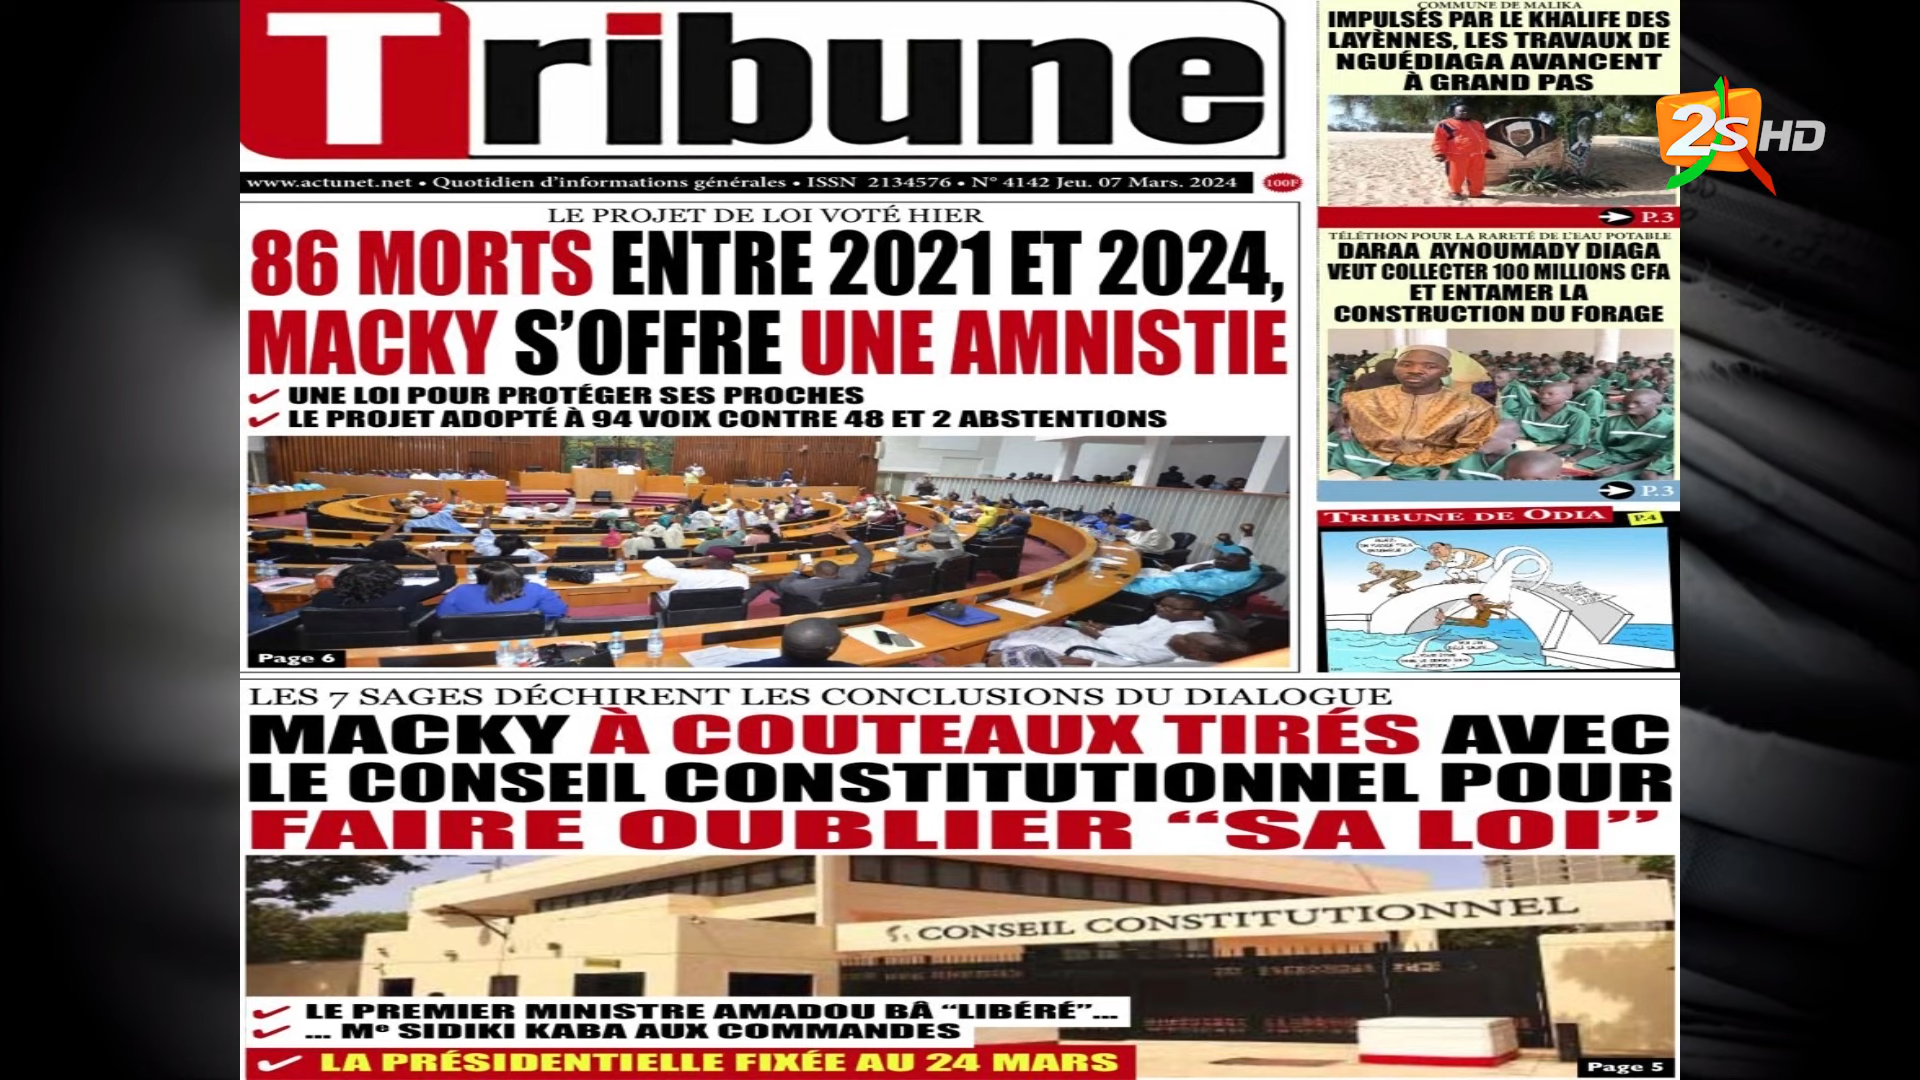 Tribune
www.actunet.net • Quotidien d'informations générales • ISSN 2134576 • N° 4142 Jeu. 07 Mars. 2024
100F
LE PROJET DE LOI VOTÉ HIER
86 MORTS ENTRE 2021 ET 2024,
MACKY S'OFFRE UNE AMNISTIE
UNE LOI POUR PROTÉGER SES PROCHES
LE PROJET ADOPTÉ À 94 VOIX CONTRE 48 ET 2 ABSTENTIONS
Page 6
COMMUNE DE MALIKA
IMPULSÉS PAR LE KHALIFE DES
LAYÈNNES, LES TRAVAUX DE
NGUÉDIAGA AVANCENT
À GRAND PAS
P.3
2S HD
TÉLÉTHON POUR LA RARETÉ DE L'EAU POTABLE
DARAA AYNOUMADY DIAGA
VEUT COLLECTER 100 MILLIONS CFA
ET ENTAMER LA
CONSTRUCTION DU FORAGE
P.3
TRIBUNE DE ODIA
P.4
LES 7 SAGES DÉCHIRENT LES CONCLUSIONS DU DIALOGUE
MACKY À COUTEAUX TIRÉS AVEC
LE CONSEIL CONSTITUTIONNEL POUR
FAIRE OUBLIER “SA LOI”
CONSEIL CONSTITUTIONNEL
LE PREMIER MINISTRE AMADOU BÂ “LIBÉRÉ”...
... Me SIDIKI KABA AUX COMMANDES
LA PRÉSIDENTIELLE FIXÉE AU 24 MARS
Page 5